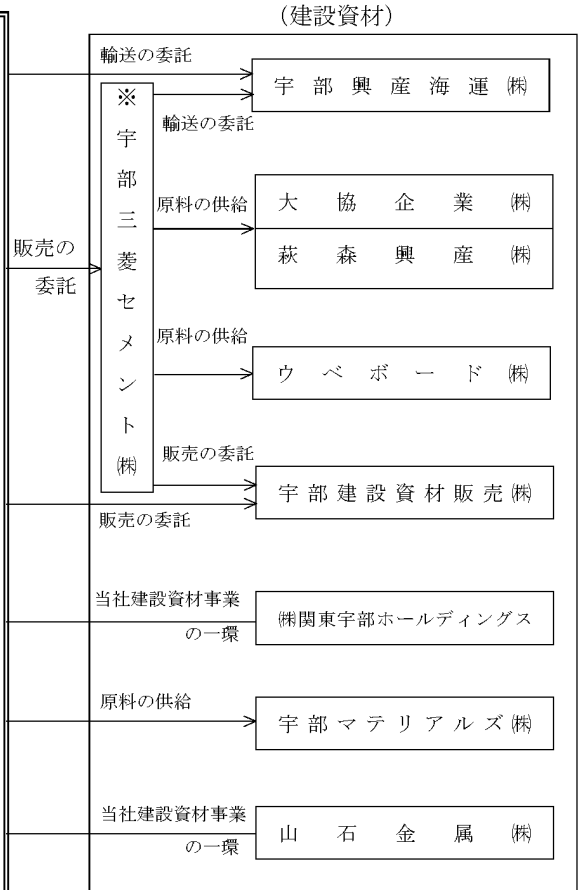 （建設資材）
輸送の委託
宇部興産海運㈱
※宇部三菱セメント㈱
輸送の委託
原料の供給
大協企業㈱
萩森興産㈱
販売の
委託
原料の供給
ウベボード㈱
販売の委託
宇部建設資材販売㈱
販売の委託
当社建設資材事業
の一環
㈱関東宇部ホールディングス
原料の供給
宇部マテリアルズ㈱
当社建設資材事業
の一環
山石金属㈱